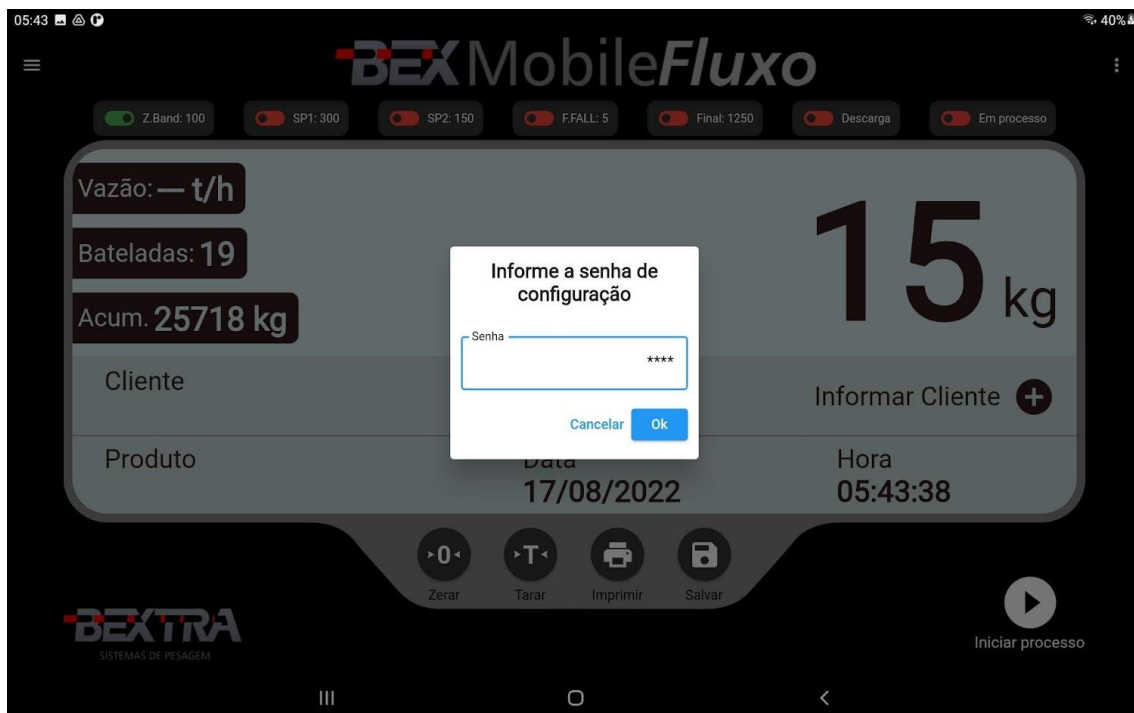 05:43
40%
BEX MobileFluxo
Z.Band: 100
SP1: 300
SP2: 150
F.FALL: 5
Final: 1250
Descarga
Em processo
Vazão: — t/h
Bateladas: 19
Acum. 25718 kg
15 kg
Informe a senha de
configuração
Senha
****
Cancelar
Ok
Cliente
Informar Cliente
Produto
Data
17/08/2022
Hora
05:43:38
>0<
>T<
Zerar
Tarar
Imprimir
Salvar
BEXTRA
SISTEMAS DE PESAGEM
Iniciar processo